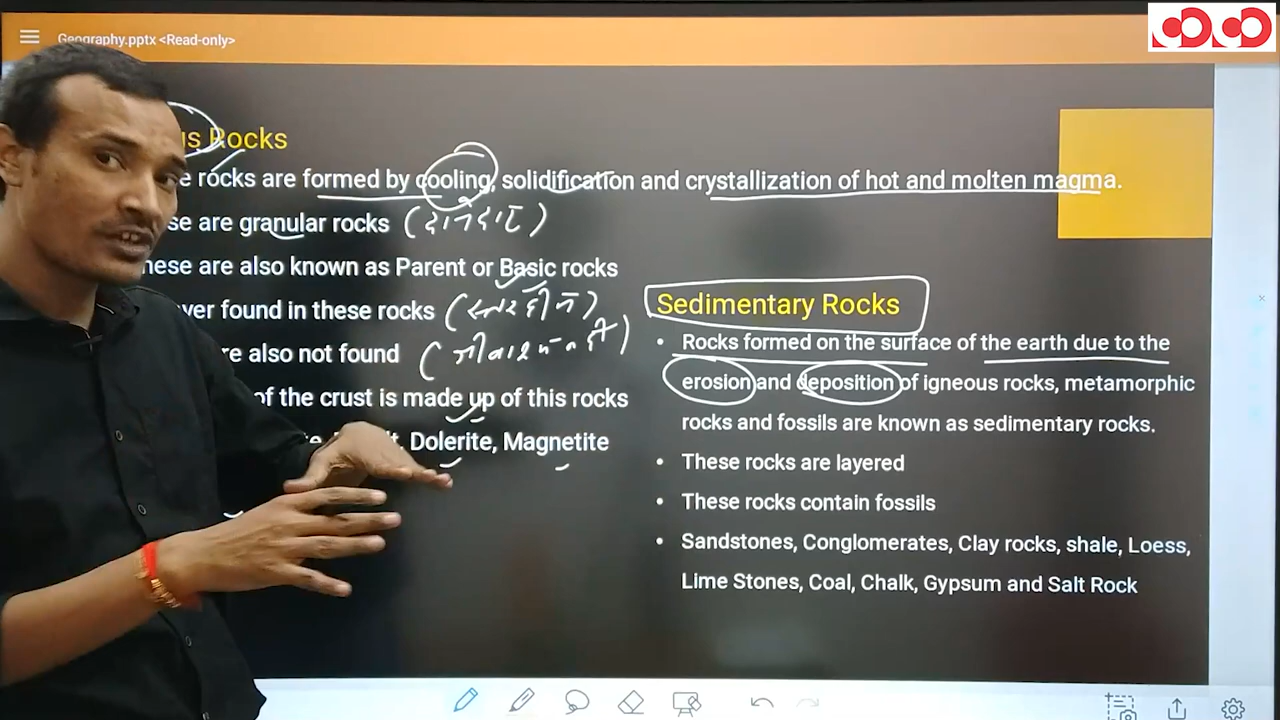 Geography.pptx <Read-only>
us Rocks
e rocks are formed by cooling, solidification and crystallization of hot and molten magma.
se are granular rocks (दानेदार)
hese are also known as Parent or Basic rocks
yer found in these rocks
re also not found
of the crust is made up of this rocks
Dolerite, Magnetite
Sedimentary Rocks
• Rocks formed on the surface of the earth due to the
erosion and deposition of igneous rocks, metamorphic
rocks and fossils are known as sedimentary rocks.
• These rocks are layered
• These rocks contain fossils
• Sandstones, Conglomerates, Clay rocks, shale, Loess,
Lime Stones, Coal, Chalk, Gypsum and Salt Rock